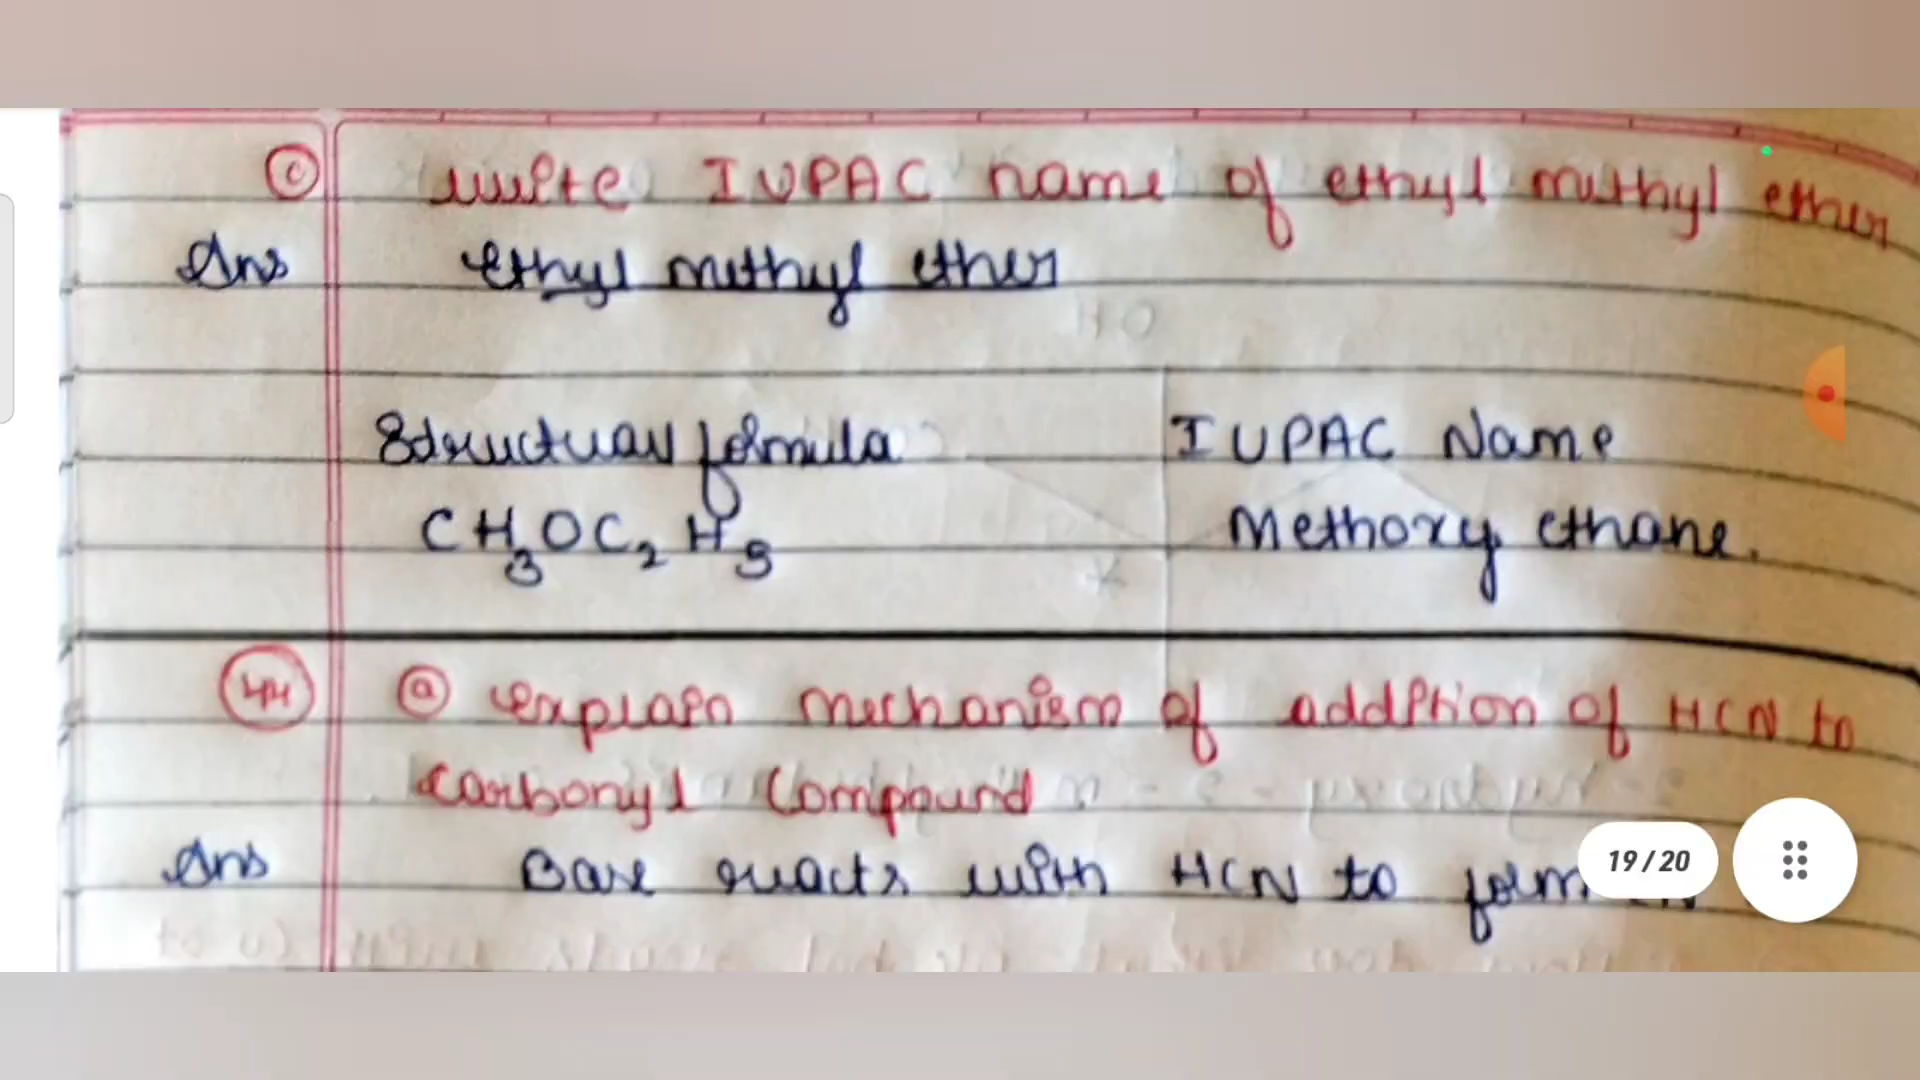 c write IUPAC name of ethyl methyl ether
Ans ethyl methyl ether
Structural formula IUPAC Name
CH₃OC₂H₅ Methoxy ethane.
44 a explain mechanism of addition of HCN to
carbonyl compound
Ans Base reacts with HCN to form
19/20